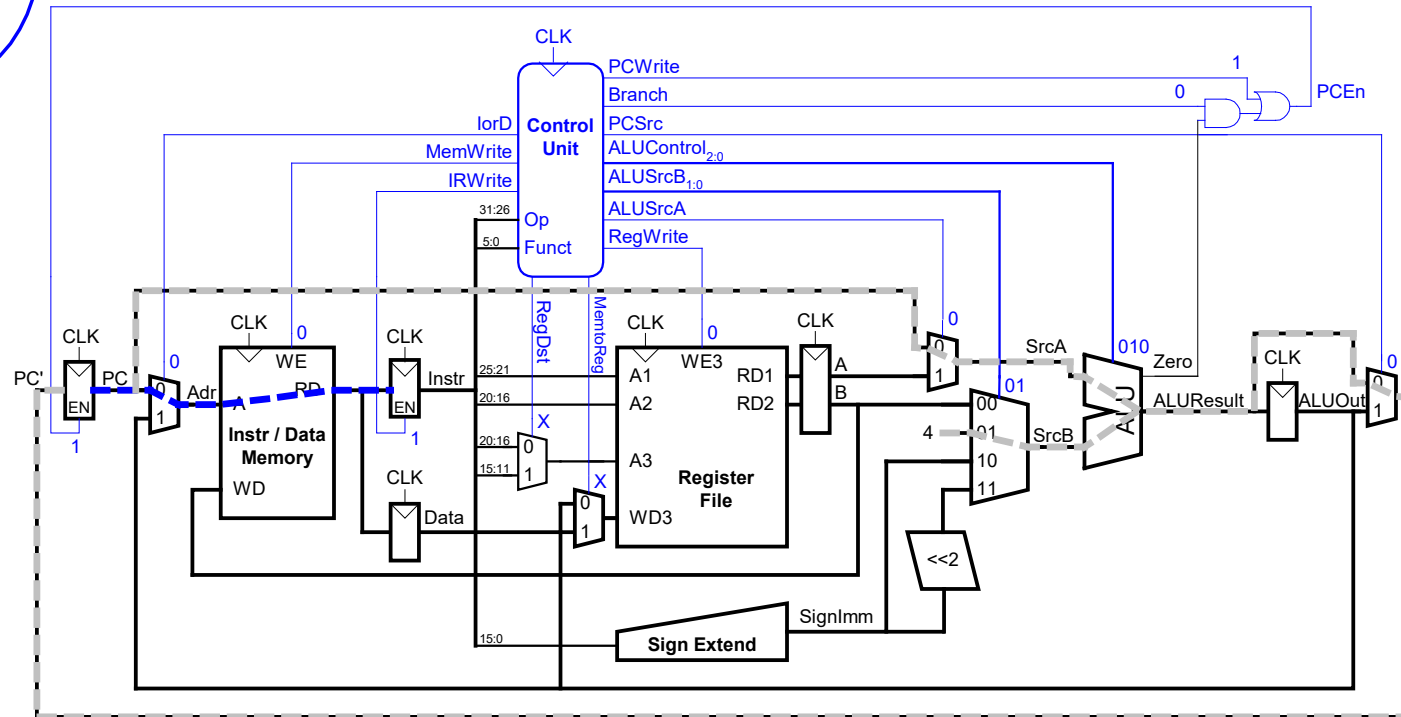 CLK
PCWrite
1
Branch
0
PCEn
IorD
Control
Unit
PCSrc
MemWrite
ALUControl2:0
IRWrite
ALUSrcB1:0
31:26
Op
ALUSrcA
5:0
Funct
RegWrite
RegDst
MemtoReg
CLK
CLK
CLK
CLK
CLK
0
WE
0
WE3
0
010
Zero
CLK
0
0
SrcA
PC'
PC
EN
0
1
Adr
A
RD
EN
Instr
25:21
A1
RD1
A
0
1
01
ALU
ALUResult
ALUOut
0
1
20:16
A2
RD2
B
00
1
Instr / Data
Memory
1
X
4
01
SrcB
20:16
0
A3
10
15:11
1
Register
File
WD
CLK
X
11
Data
0
1
WD3
<<2
SignImm
15:0
Sign Extend